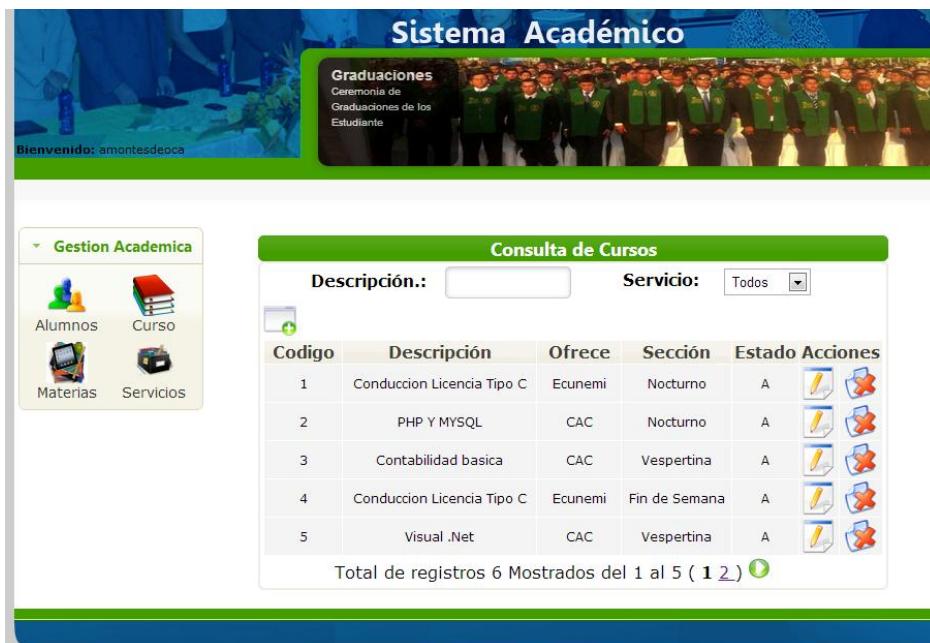 Sistema Académico
Graduaciones
Ceremonia de
Graduaciones de los
Estudiante
Bienvenido: amontesdeoca
Gestion Academica
Alumnos Curso
Materias Servicios
Consulta de Cursos
Descripción.: Servicio: Todos
Codigo Descripción Ofrece Sección Estado Acciones
1 Conduccion Licencia Tipo C Ecunemi Nocturno A
2 PHP Y MYSQL CAC Nocturno A
3 Contabilidad basica CAC Vespertina A
4 Conduccion Licencia Tipo C Ecunemi Fin de Semana A
5 Visual .Net CAC Vespertina A
Total de registros 6 Mostrados del 1 al 5 ( 1 2 )